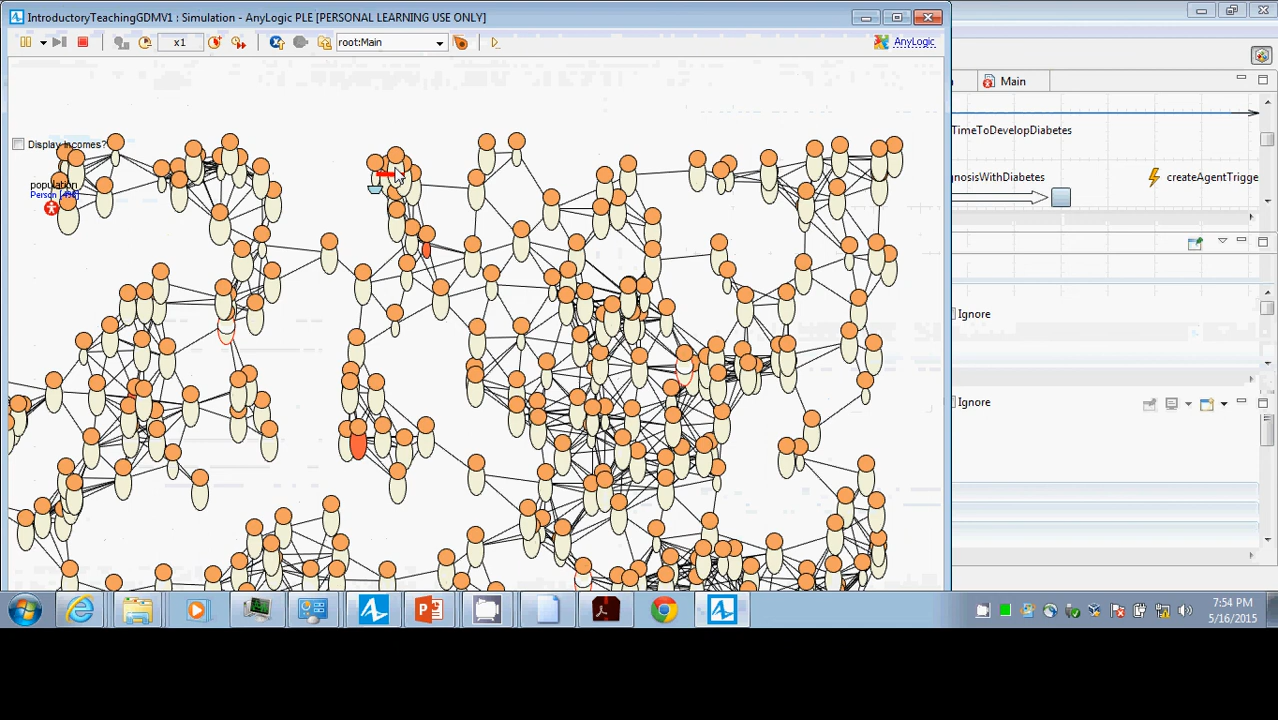 IntroductoryTeachingGDMV1 : Simulation - AnyLogic PLE [PERSONAL LEARNING USE ONLY]
x1
root:Main
AnyLogic
Main
Display Incomes?
TimeToDevelopDiabetes
population
gnosisWithDiabetes
createAgentTrigge
Ignore
Ignore
7:54 PM
5/16/2015